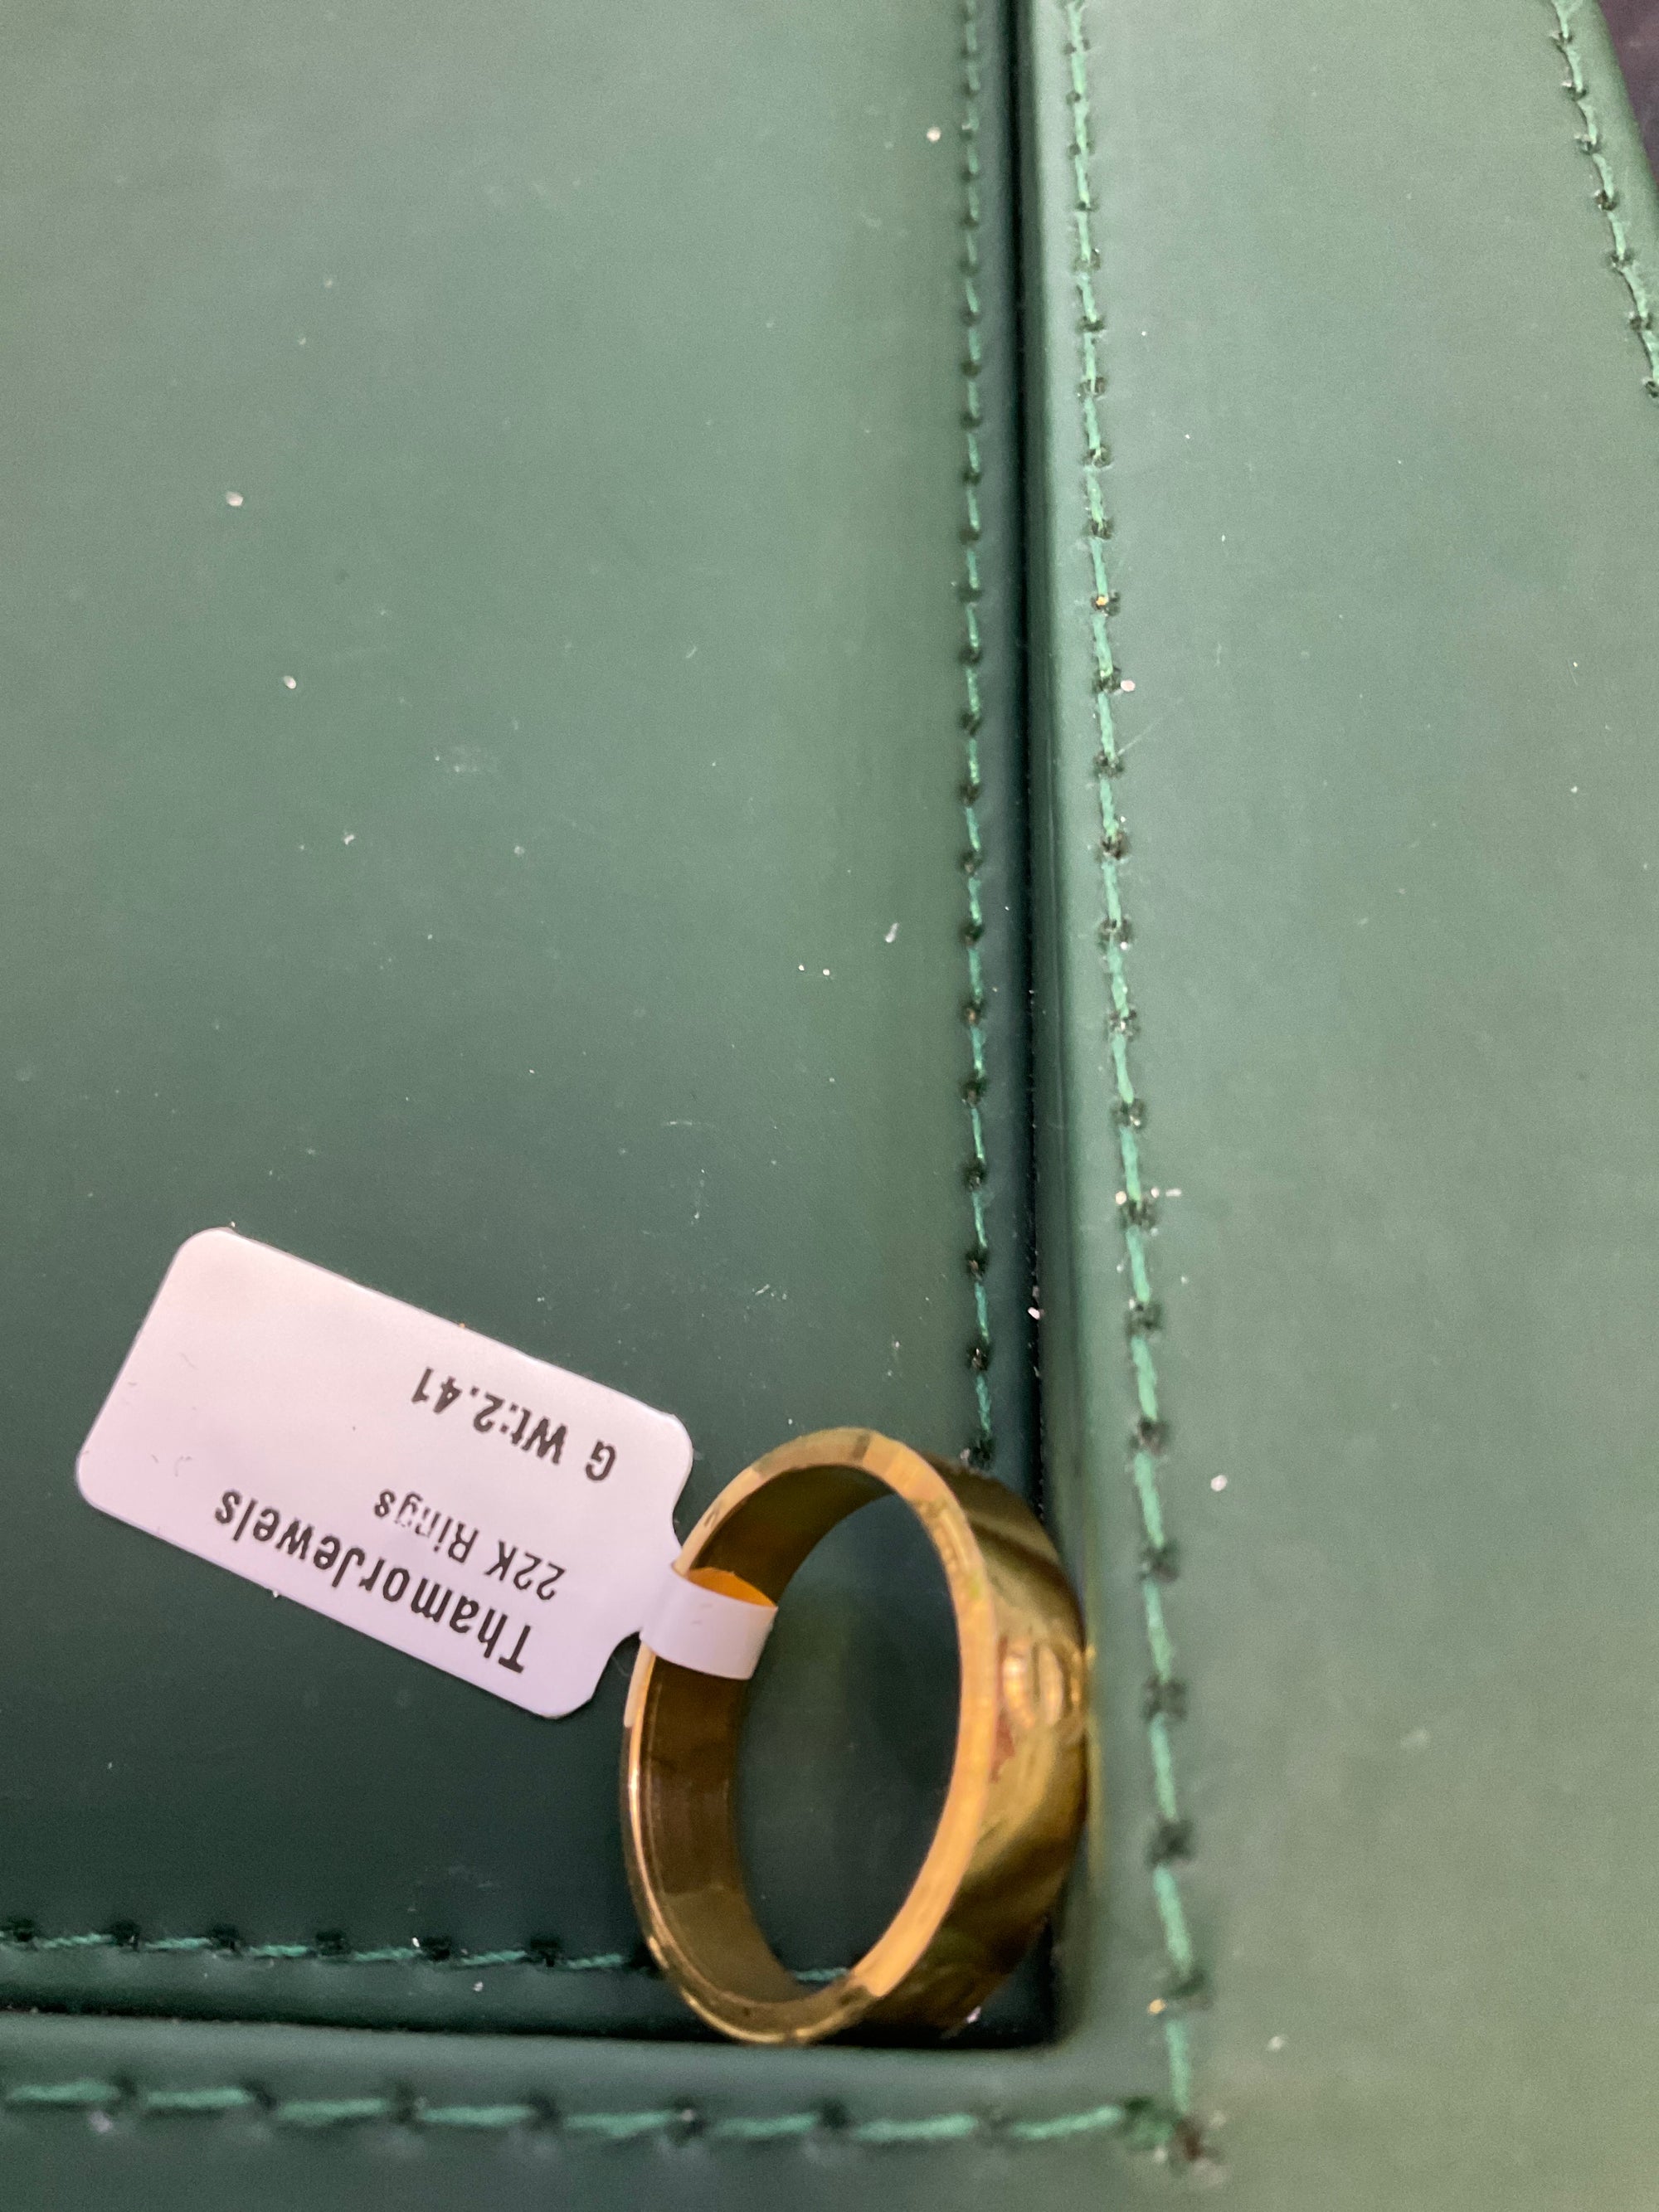 ThamorJewels
22K Rings
G Wt:2.41